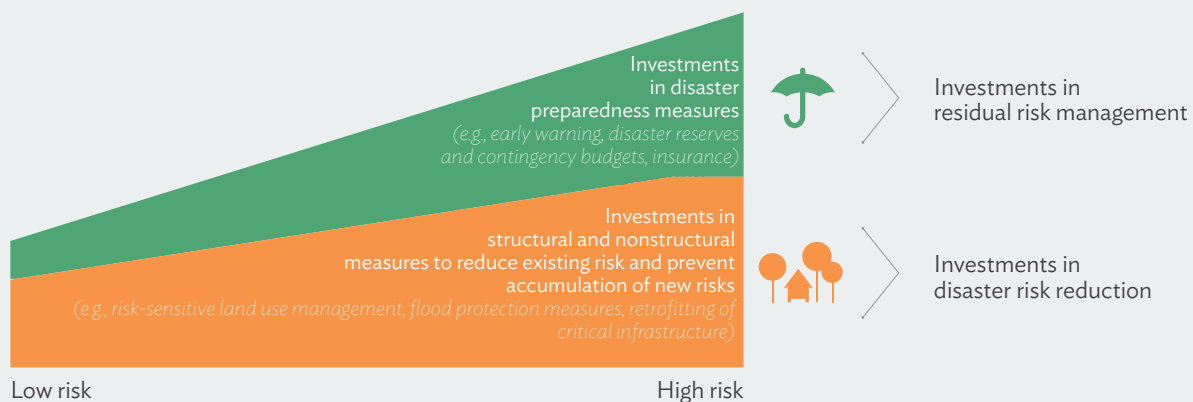 Investments
in disaster
preparedness measures
(e.g., early warning, disaster reserves
and contingency budgets, insurance)
Investments in
residual risk management
Investments in
structural and nonstructural
measures to reduce existing risk and prevent
accumulation of new risks
(e.g., risk-sensitive land use management, flood protection measures, retrofitting of
critical infrastructure)
Investments in
disaster risk reduction
Low risk
High risk